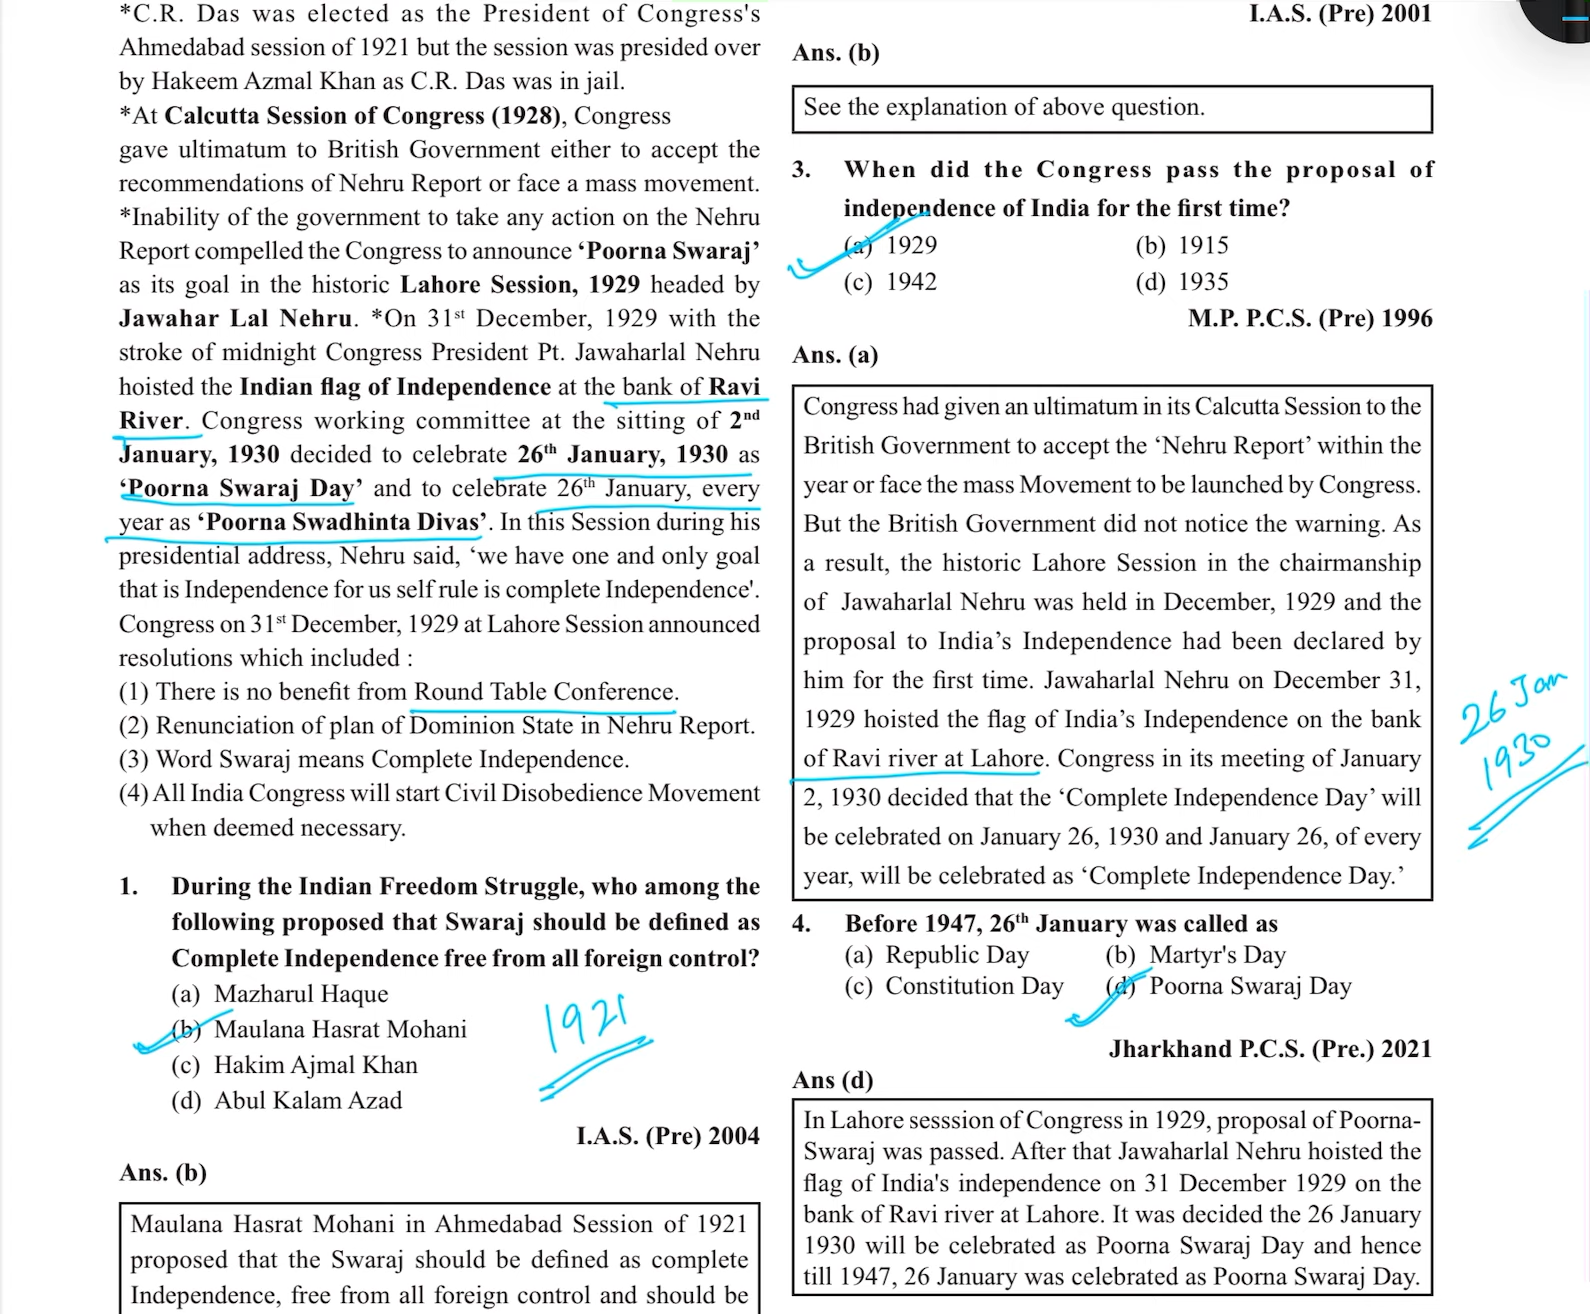 *C.R. Das was elected as the President of Congress's
Ahmedabad session of 1921 but the session was presided over
by Hakeem Azmal Khan as C.R. Das was in jail.
*At Calcutta Session of Congress (1928), Congress
gave ultimatum to British Government either to accept the
recommendations of Nehru Report or face a mass movement.
*Inability of the government to take any action on the Nehru
Report compelled the Congress to announce ‘Poorna Swaraj’
as its goal in the historic Lahore Session, 1929 headed by
Jawahar Lal Nehru. *On 31st December, 1929 with the
stroke of midnight Congress President Pt. Jawaharlal Nehru
hoisted the Indian flag of Independence at the bank of Ravi
River. Congress working committee at the sitting of 2nd
January, 1930 decided to celebrate 26th January, 1930 as
‘Poorna Swaraj Day’ and to celebrate 26th January, every
year as ‘Poorna Swadhinta Divas’. In this Session during his
presidential address, Nehru said, ‘we have one and only goal
that is Independence for us self rule is complete Independence'.
Congress on 31st December, 1929 at Lahore Session announced
resolutions which included :
(1) There is no benefit from Round Table Conference.
(2) Renunciation of plan of Dominion State in Nehru Report.
(3) Word Swaraj means Complete Independence.
(4) All India Congress will start Civil Disobedience Movement
when deemed necessary.
1. During the Indian Freedom Struggle, who among the
following proposed that Swaraj should be defined as
Complete Independence free from all foreign control?
(a) Mazharul Haque
(b) Maulana Hasrat Mohani
(c) Hakim Ajmal Khan
(d) Abul Kalam Azad
1921
I.A.S. (Pre) 2004
Ans. (b)
Maulana Hasrat Mohani in Ahmedabad Session of 1921
proposed that the Swaraj should be defined as complete
Independence, free from all foreign control and should be
I.A.S. (Pre) 2001
Ans. (b)
See the explanation of above question.
3. When did the Congress pass the proposal of
independence of India for the first time?
(a) 1929 (b) 1915
(c) 1942 (d) 1935
M.P. P.C.S. (Pre) 1996
Ans. (a)
Congress had given an ultimatum in its Calcutta Session to the
British Government to accept the ‘Nehru Report’ within the
year or face the mass Movement to be launched by Congress.
But the British Government did not notice the warning. As
a result, the historic Lahore Session in the chairmanship
of Jawaharlal Nehru was held in December, 1929 and the
proposal to India’s Independence had been declared by
him for the first time. Jawaharlal Nehru on December 31,
1929 hoisted the flag of India’s Independence on the bank
of Ravi river at Lahore. Congress in its meeting of January
2, 1930 decided that the ‘Complete Independence Day’ will
be celebrated on January 26, 1930 and January 26, of every
year, will be celebrated as ‘Complete Independence Day.’
26 Jan
1930
4. Before 1947, 26th January was called as
(a) Republic Day (b) Martyr's Day
(c) Constitution Day (d) Poorna Swaraj Day
Jharkhand P.C.S. (Pre.) 2021
Ans (d)
In Lahore sesssion of Congress in 1929, proposal of Poorna-
Swaraj was passed. After that Jawaharlal Nehru hoisted the
flag of India's independence on 31 December 1929 on the
bank of Ravi river at Lahore. It was decided the 26 January
1930 will be celebrated as Poorna Swaraj Day and hence
till 1947, 26 January was celebrated as Poorna Swaraj Day.